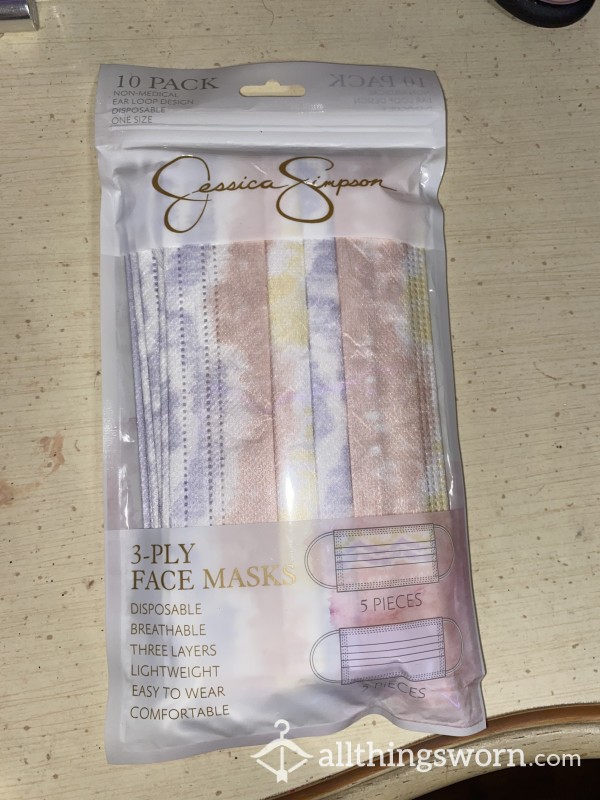 10 PACK
NON-MEDICAL
EAR LOOP DESIGN
DISPOSABLE
ONE SIZE
10 PACK
Jessica Simpson
3-PLY
FACE MASKS
DISPOSABLE
BREATHABLE
THREE LAYERS
LIGHTWEIGHT
EASY TO WEAR
COMFORTABLE
5 PIECES
5 PIECES
allthingsworn.com